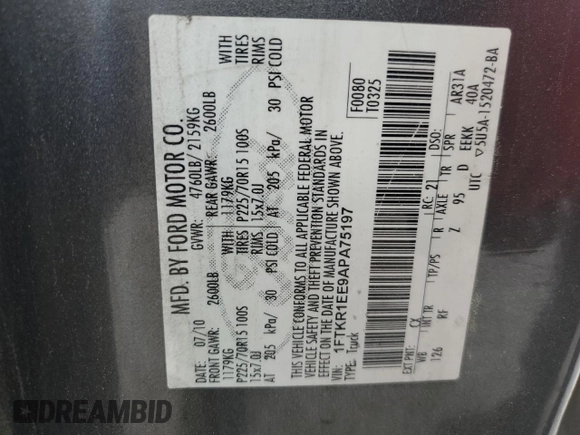 MFD. BY FORD MOTOR CO.
DATE: 07/10 GVWR: 4760LB/ 2159KG
FRONT GAWR: 2600LB REAR GAWR: 2600LB
1179KG WITH 1179KG WITH
P225/70R15 100S TIRES P225/70R15 100S TIRES
15x7.0J RIMS 15x7.0J RIMS
AT 205 kPa/ 30 PSI COLD AT 205 kPa/ 30 PSI COLD
THIS VEHICLE CONFORMS TO ALL APPLICABLE FEDERAL MOTOR
VEHICLE SAFETY AND THEFT PREVENTION STANDARDS IN
EFFECT ON THE DATE OF MANUFACTURE SHOWN ABOVE.
VIN: 1FTKR1EE9APA75197
TYPE: Truck
F0080
T0325
EXT PNT: CX RC: 21 DSO:
WB INT TR TP/PS R AXLE TR SPR AR31A
126 RF Z 95 D EEKK 40A
UTC ▽5U5A-1520472-BA
DREAMBID